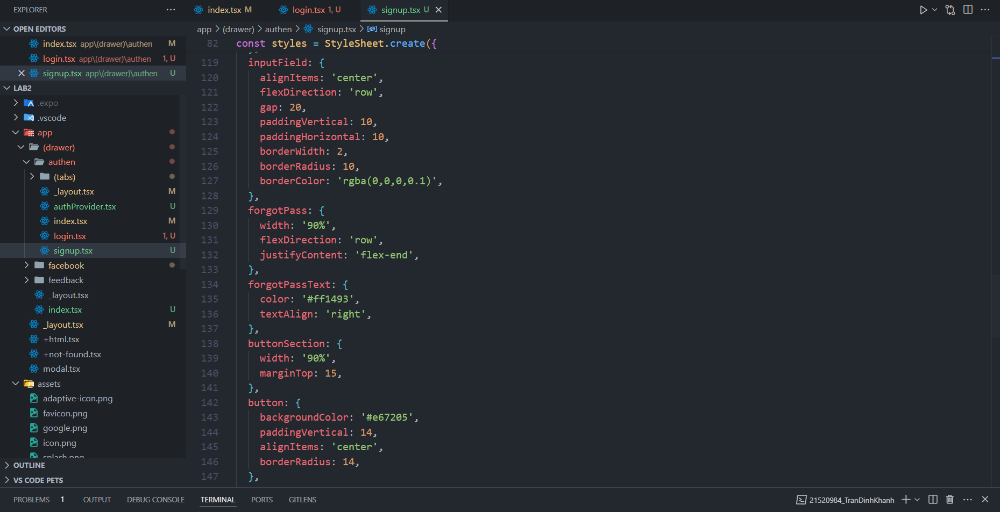 EXPLORER
OPEN EDITORS
index.tsx app\(drawer)\authen M
login.tsx app\(drawer)\authen 1, U
signup.tsx app\(drawer)\authen U
LAB2
.expo
.vscode
app
(drawer)
authen
(tabs)
_layout.tsx M
authProvider.tsx U
index.tsx M
login.tsx 1, U
signup.tsx U
facebook
feedback
_layout.tsx
index.tsx U
_layout.tsx M
+html.tsx
+not-found.tsx
modal.tsx
assets
adaptive-icon.png
favicon.png
google.png
icon.png
splash.png
OUTLINE
VS CODE PETS
index.tsx M login.tsx 1, U signup.tsx U
app > (drawer) > authen > signup.tsx > signup
82 const styles = StyleSheet.create({
119 inputField: {
120 alignItems: 'center',
121 flexDirection: 'row',
122 gap: 20,
123 paddingVertical: 10,
124 paddingHorizontal: 10,
125 borderWidth: 2,
126 borderRadius: 10,
127 borderColor: 'rgba(0,0,0,0.1)',
128 },
129 forgotPass: {
130 width: '90%',
131 flexDirection: 'row',
132 justifyContent: 'flex-end',
133 },
134 forgotPassText: {
135 color: '#ff1493',
136 textAlign: 'right',
137 },
138 buttonSection: {
139 width: '90%',
140 marginTop: 15,
141 },
142 button: {
143 backgroundColor: '#e67205',
144 paddingVertical: 14,
145 alignItems: 'center',
146 borderRadius: 14,
147 },
PROBLEMS 1 OUTPUT DEBUG CONSOLE TERMINAL PORTS GITLENS
21520984_TranDinhKhanh